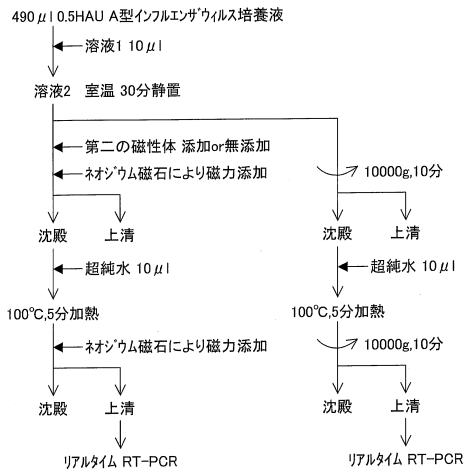 490μl 0.5HAU A型インフルエンザウィルス培養液
溶液1 10μl
溶液2 室温 30分静置
第二の磁性体 添加or無添加
ネオジウム磁石により磁力添加
10000g,10分
沈殿 上清 沈殿 上清
超純水 10μl 超純水 10μl
100℃,5分加熱 100℃,5分加熱
ネオジウム磁石により磁力添加 10000g,10分
沈殿 上清 沈殿 上清
リアルタイム RT-PCR リアルタイム RT-PCR